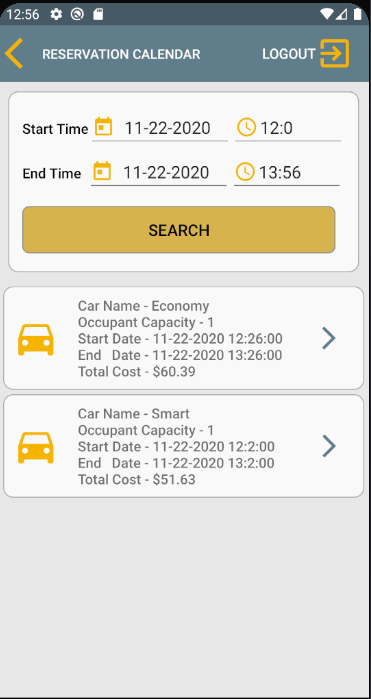 12:56
RESERVATION CALENDAR LOGOUT
Start Time 11-22-2020 12:0
End Time 11-22-2020 13:56
SEARCH
Car Name - Economy
Occupant Capacity - 1
Start Date - 11-22-2020 12:26:00
End Date - 11-22-2020 13:26:00
Total Cost - $60.39
Car Name - Smart
Occupant Capacity - 1
Start Date - 11-22-2020 12:2:00
End Date - 11-22-2020 13:2:00
Total Cost - $51.63